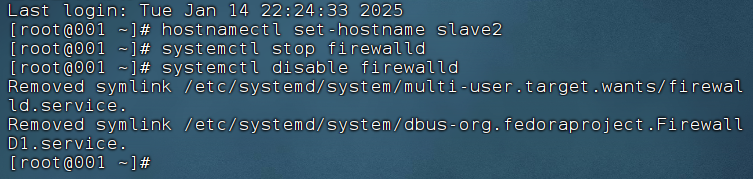 Last login: Tue Jan 14 22:24:33 2025
[root@001 ~]# hostnamectl set-hostname slave2
[root@001 ~]# systemctl stop firewalld
[root@001 ~]# systemctl disable firewalld
Removed symlink /etc/systemd/system/multi-user.target.wants/firewal
ld.service.
Removed symlink /etc/systemd/system/dbus-org.fedoraproject.Firewall
D1.service.
[root@001 ~]#